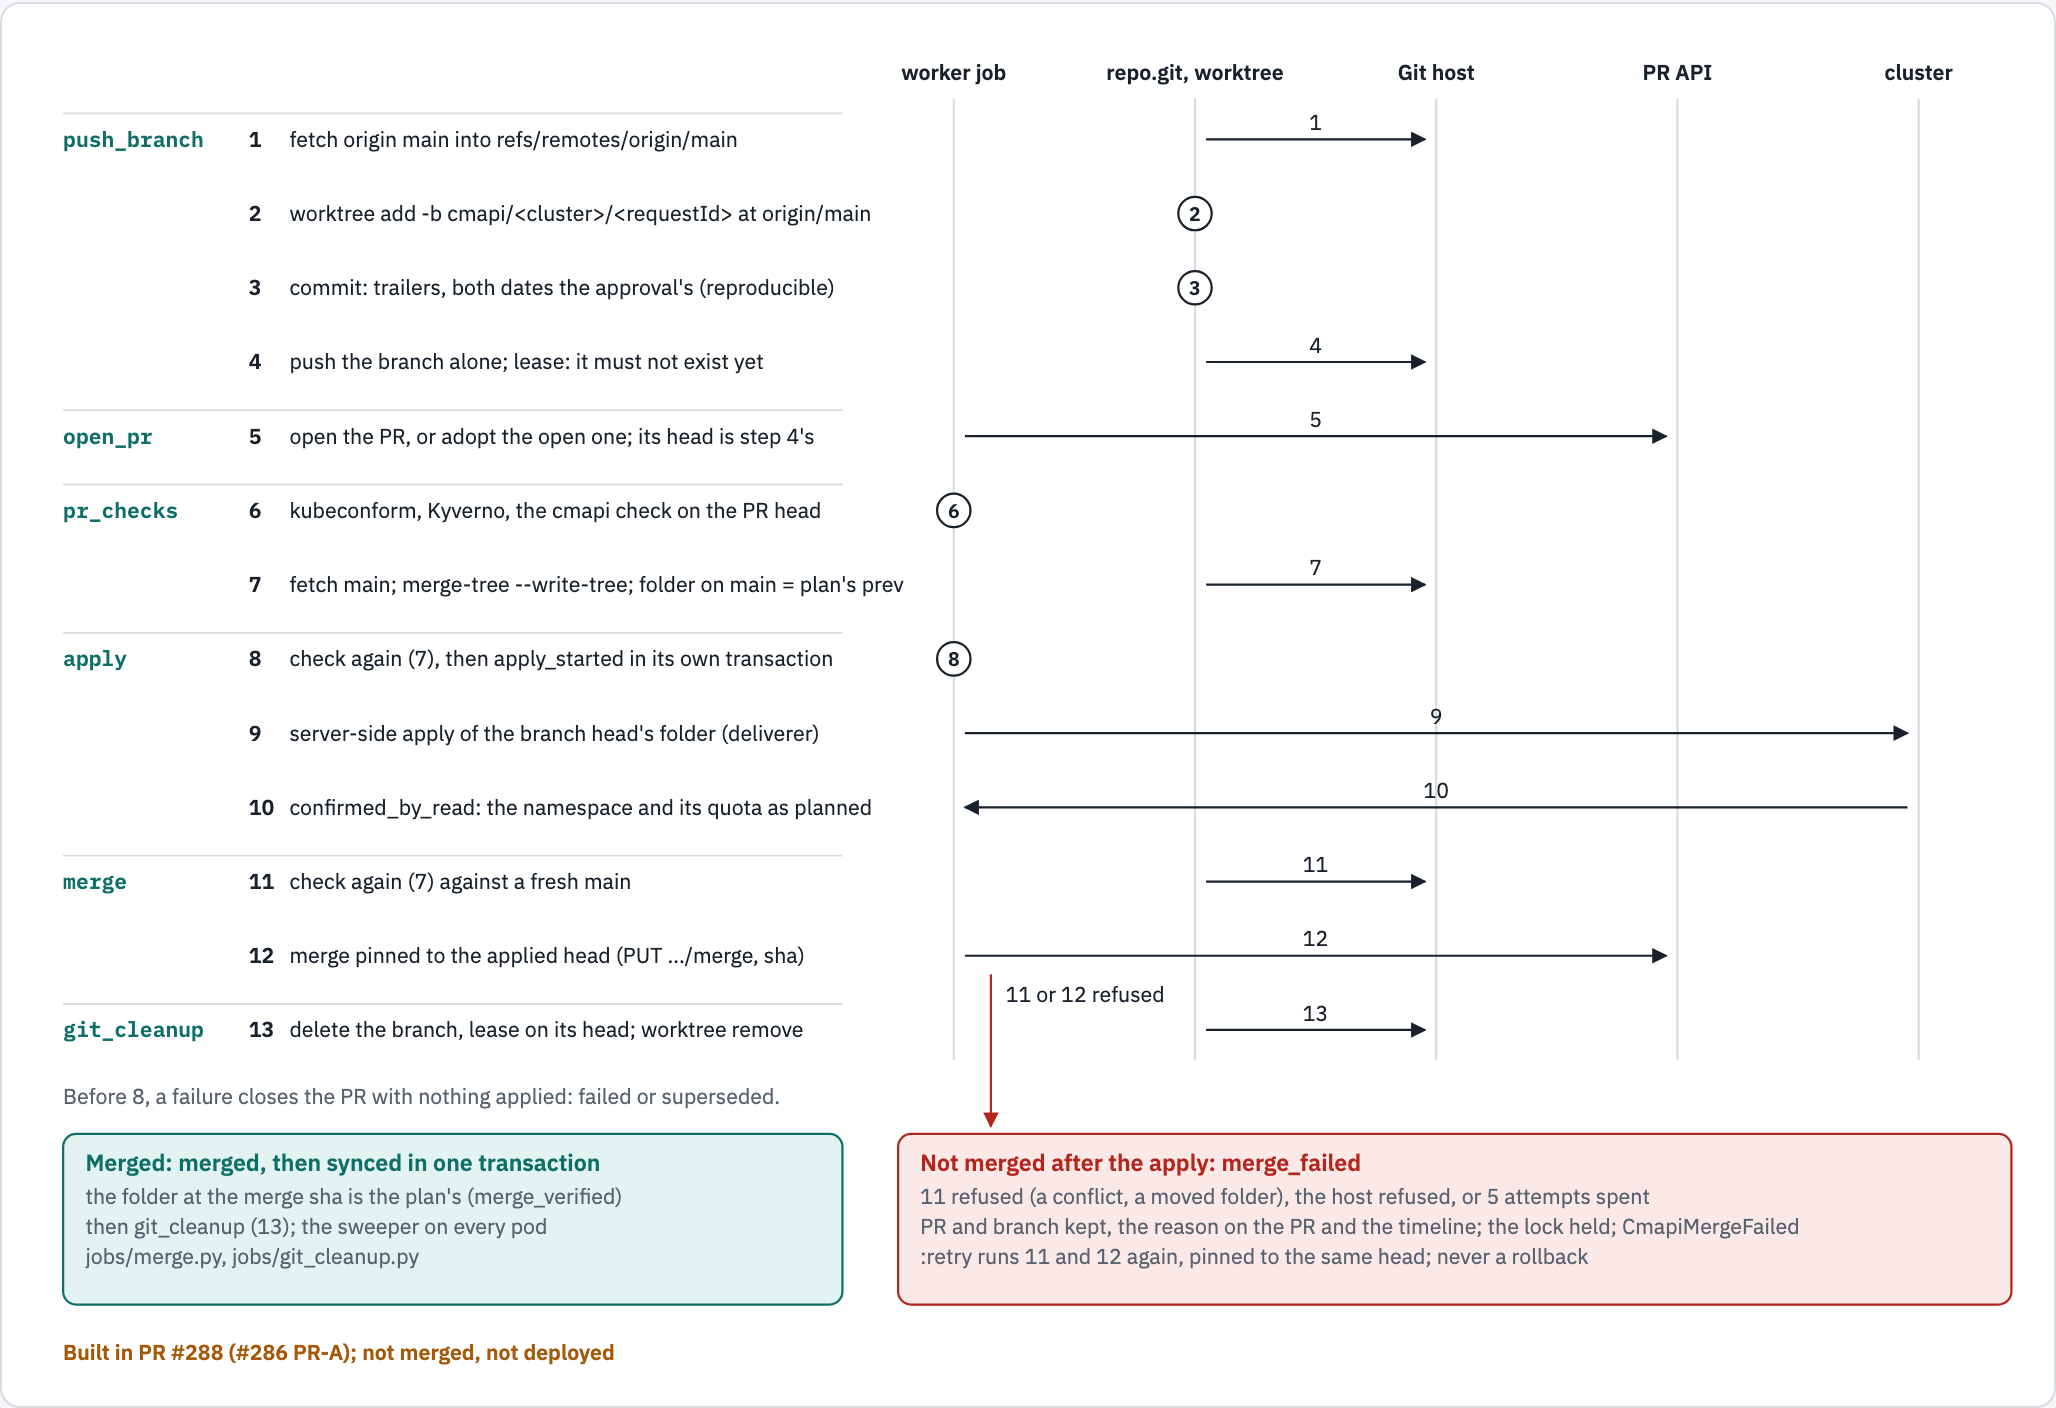 worker job
repo.git, worktree
Git host
PR API
cluster
push_branch 1 fetch origin main into refs/remotes/origin/main 1
2 worktree add -b cmapi/<cluster>/<requestId> at origin/main 2
3 commit: trailers, both dates the approval's (reproducible) 3
4 push the branch alone; lease: it must not exist yet 4
open_pr 5 open the PR, or adopt the open one; its head is step 4's 5
pr_checks 6 kubeconform, Kyverno, the cmapi check on the PR head 6
7 fetch main; merge-tree --write-tree; folder on main = plan's prev 7
apply 8 check again (7), then apply_started in its own transaction 8
9 server-side apply of the branch head's folder (deliverer) 9
10 confirmed_by_read: the namespace and its quota as planned 10
merge 11 check again (7) against a fresh main 11
12 merge pinned to the applied head (PUT .../merge, sha) 12
11 or 12 refused
git_cleanup 13 delete the branch, lease on its head; worktree remove 13
Before 8, a failure closes the PR with nothing applied: failed or superseded.
Merged: merged, then synced in one transaction
the folder at the merge sha is the plan's (merge_verified)
then git_cleanup (13); the sweeper on every pod
jobs/merge.py, jobs/git_cleanup.py
Not merged after the apply: merge_failed
11 refused (a conflict, a moved folder), the host refused, or 5 attempts spent
PR and branch kept, the reason on the PR and the timeline; the lock held; CmapiMergeFailed
:retry runs 11 and 12 again, pinned to the same head; never a rollback
Built in PR #288 (#286 PR-A); not merged, not deployed